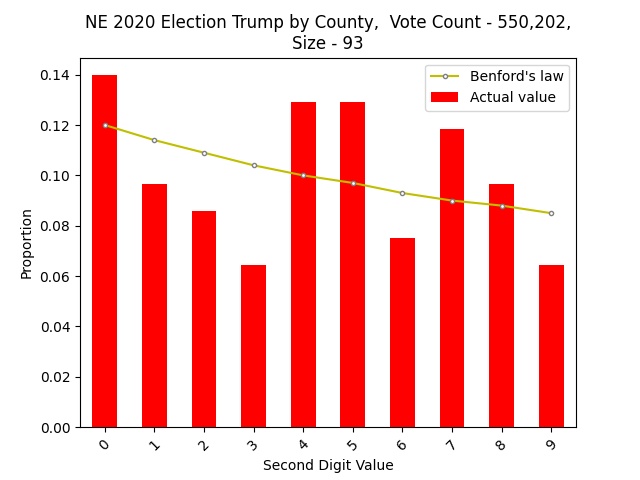 NE 2020 Election Trump by County,  Vote Count - 550,202,
Size - 93
Benford's law
Actual value
Proportion
0.14
0.12
0.10
0.08
0.06
0.04
0.02
0.00
0 1 2 3 4 5 6 7 8 9
Second Digit Value